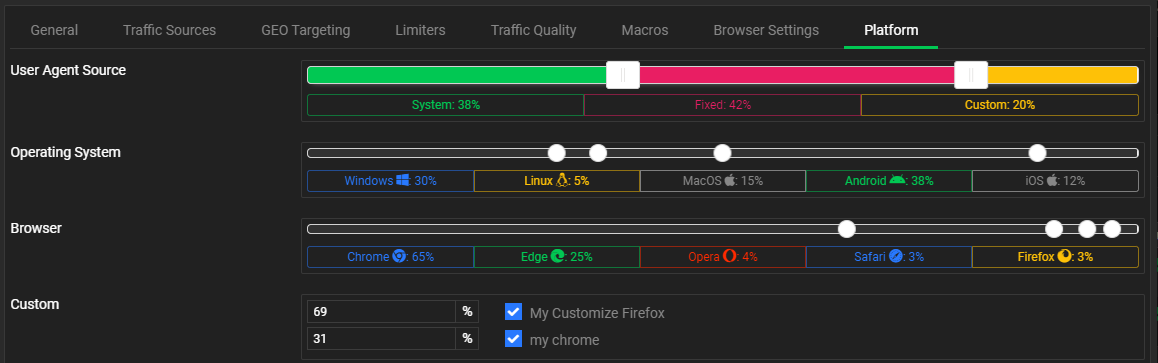 General Traffic Sources GEO Targeting Limiters Traffic Quality Macros Browser Settings Platform
User Agent Source
System: 38% Fixed: 42% Custom: 20%
Operating System
Windows : 30% Linux : 5% MacOS : 15% Android : 38% iOS : 12%
Browser
Chrome : 65% Edge : 25% Opera : 4% Safari : 3% Firefox : 3%
Custom
69 % My Customize Firefox
31 % my chrome